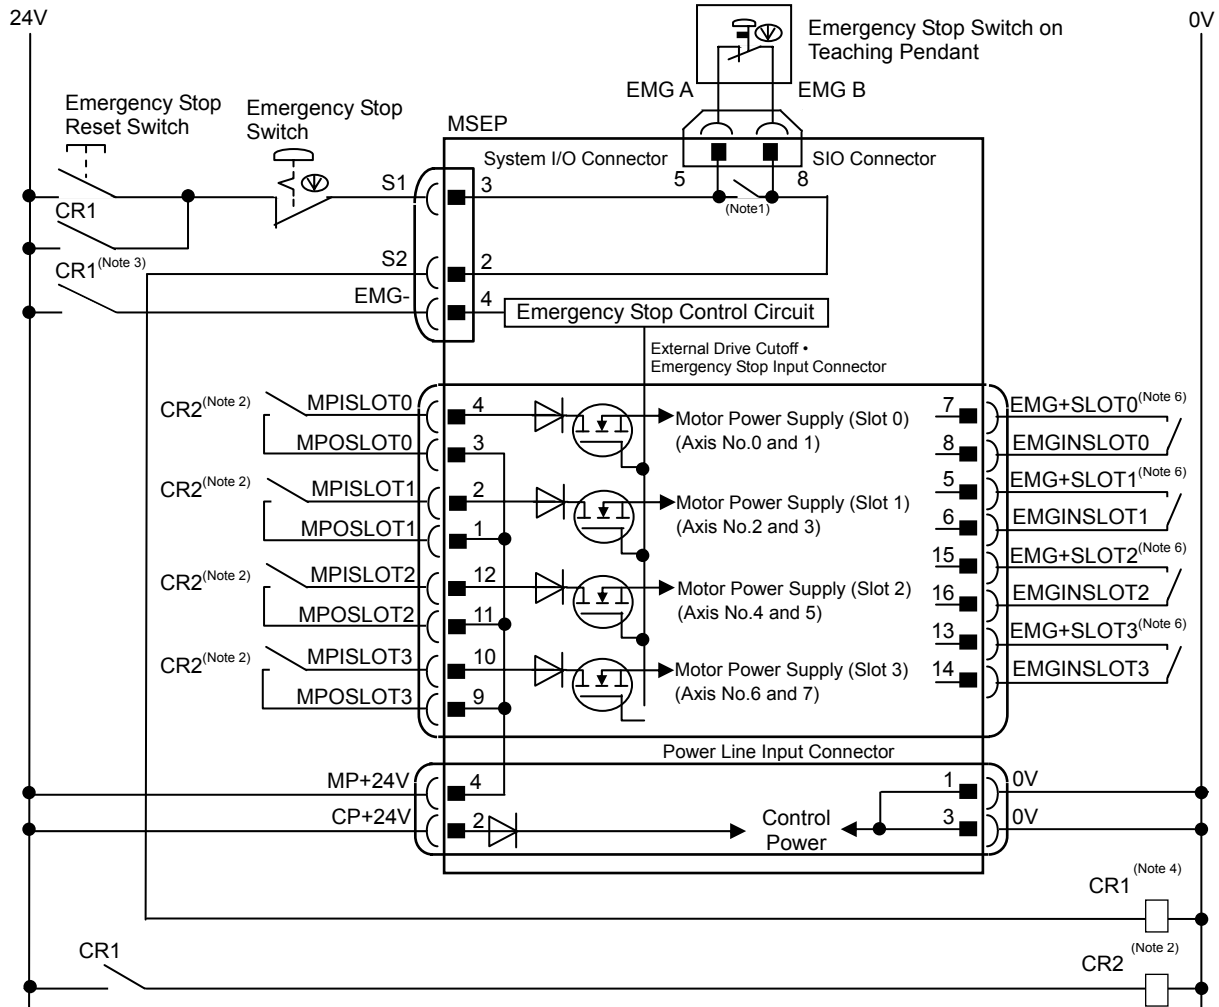 24V
0V
Emergency Stop Switch on
Teaching Pendant
EMG A
EMG B
Emergency Stop
Reset Switch
Emergency Stop
Switch
MSEP
System I/O Connector
SIO Connector
5
8
S1
3
(Note1)
CR1
S2
2
CR1(Note 3)
EMG-
4
Emergency Stop Control Circuit
External Drive Cutoff •
Emergency Stop Input Connector
CR2(Note 2)
MPISLOT0
4
Motor Power Supply (Slot 0)
(Axis No.0 and 1)
7
EMG+SLOT0(Note 6)
MPOSLOT0
3
8
EMGINSLOT0
CR2(Note 2)
MPISLOT1
2
Motor Power Supply (Slot 1)
(Axis No.2 and 3)
5
EMG+SLOT1(Note 6)
MPOSLOT1
1
6
EMGINSLOT1
CR2(Note 2)
MPISLOT2
12
Motor Power Supply (Slot 2)
(Axis No.4 and 5)
15
EMG+SLOT2(Note 6)
MPOSLOT2
11
16
EMGINSLOT2
CR2(Note 2)
MPISLOT3
10
Motor Power Supply (Slot 3)
(Axis No.6 and 7)
13
EMG+SLOT3(Note 6)
MPOSLOT3
9
14
EMGINSLOT3
Power Line Input Connector
MP+24V
4
1
0V
CP+24V
2
Control
Power
3
0V
CR1
(Note 4)
CR1
CR2
(Note 2)